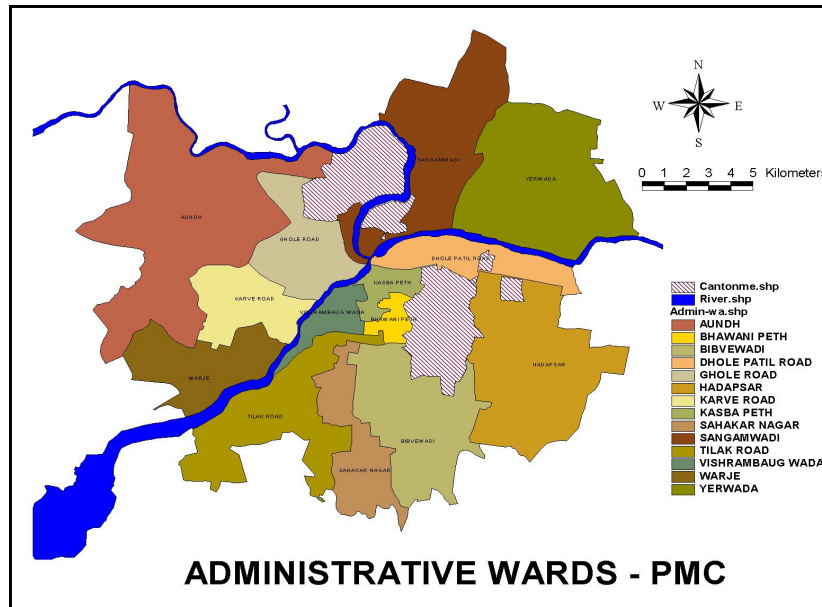 N
W E
S
0 1 2 3 4 5 Kilometers
SANGAMWADI
YERWADA
AUNDH
GHOLE ROAD
DHOLE PATIL ROAD
KASBA PETH
KARVE ROAD
VISHRAMBAUG WADA
BHAWANI PETH
WARJE
HADAPSAR
TILAK ROAD
BIBVEWADI
SAHAKAR NAGAR
Cantonme.shp
River.shp
Admin-wa.shp
AUNDH
BHAWANI PETH
BIBVEWADI
DHOLE PATIL ROAD
GHOLE ROAD
HADAPSAR
KARVE ROAD
KASBA PETH
SAHAKAR NAGAR
SANGAMWADI
TILAK ROAD
VISHRAMBAUG WADA
WARJE
YERWADA
ADMINISTRATIVE WARDS - PMC